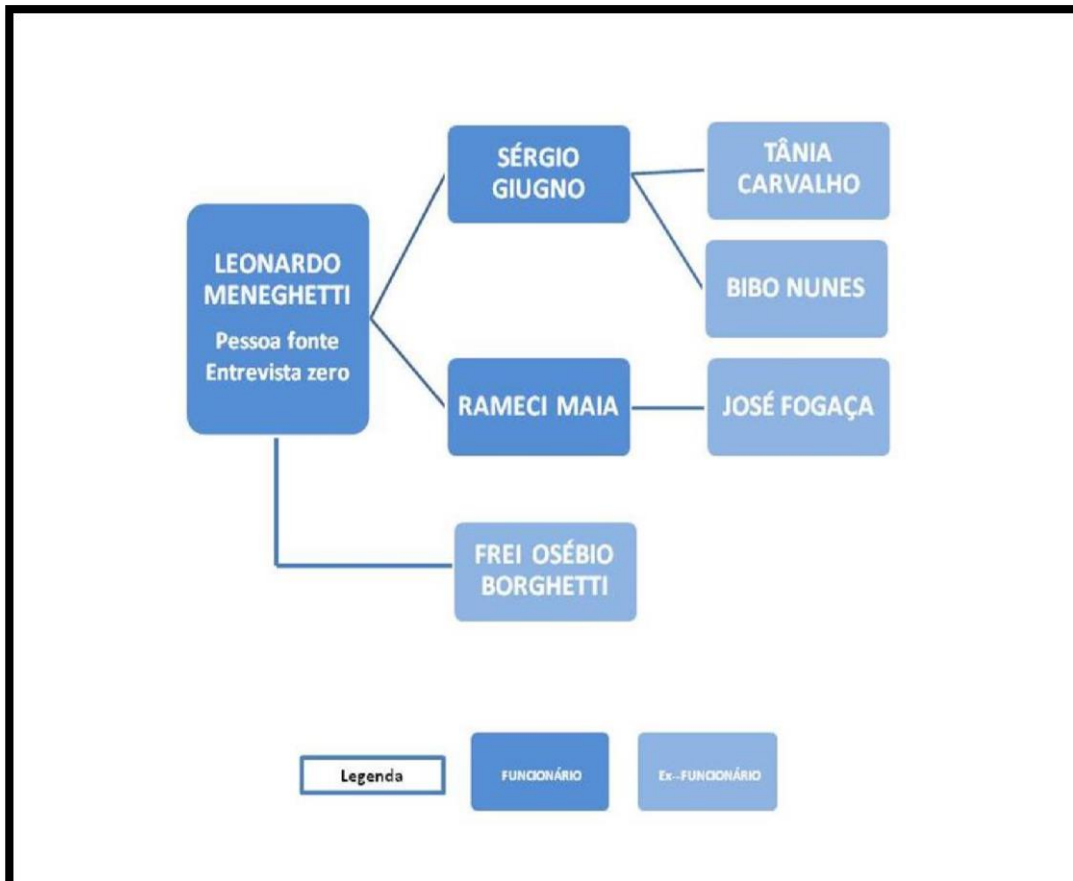 LEONARDO
MENEGHETTI
Pessoa fonte
Entrevista zero
SÉRGIO
GIUGNO
TÂNIA
CARVALHO
BIBO NUNES
RAMECI MAIA
JOSÉ FOGAÇA
FREI OSÉBIO
BORGHETTI
Legenda
FUNCIONÁRIO
Ex--FUNCIONÁRIO